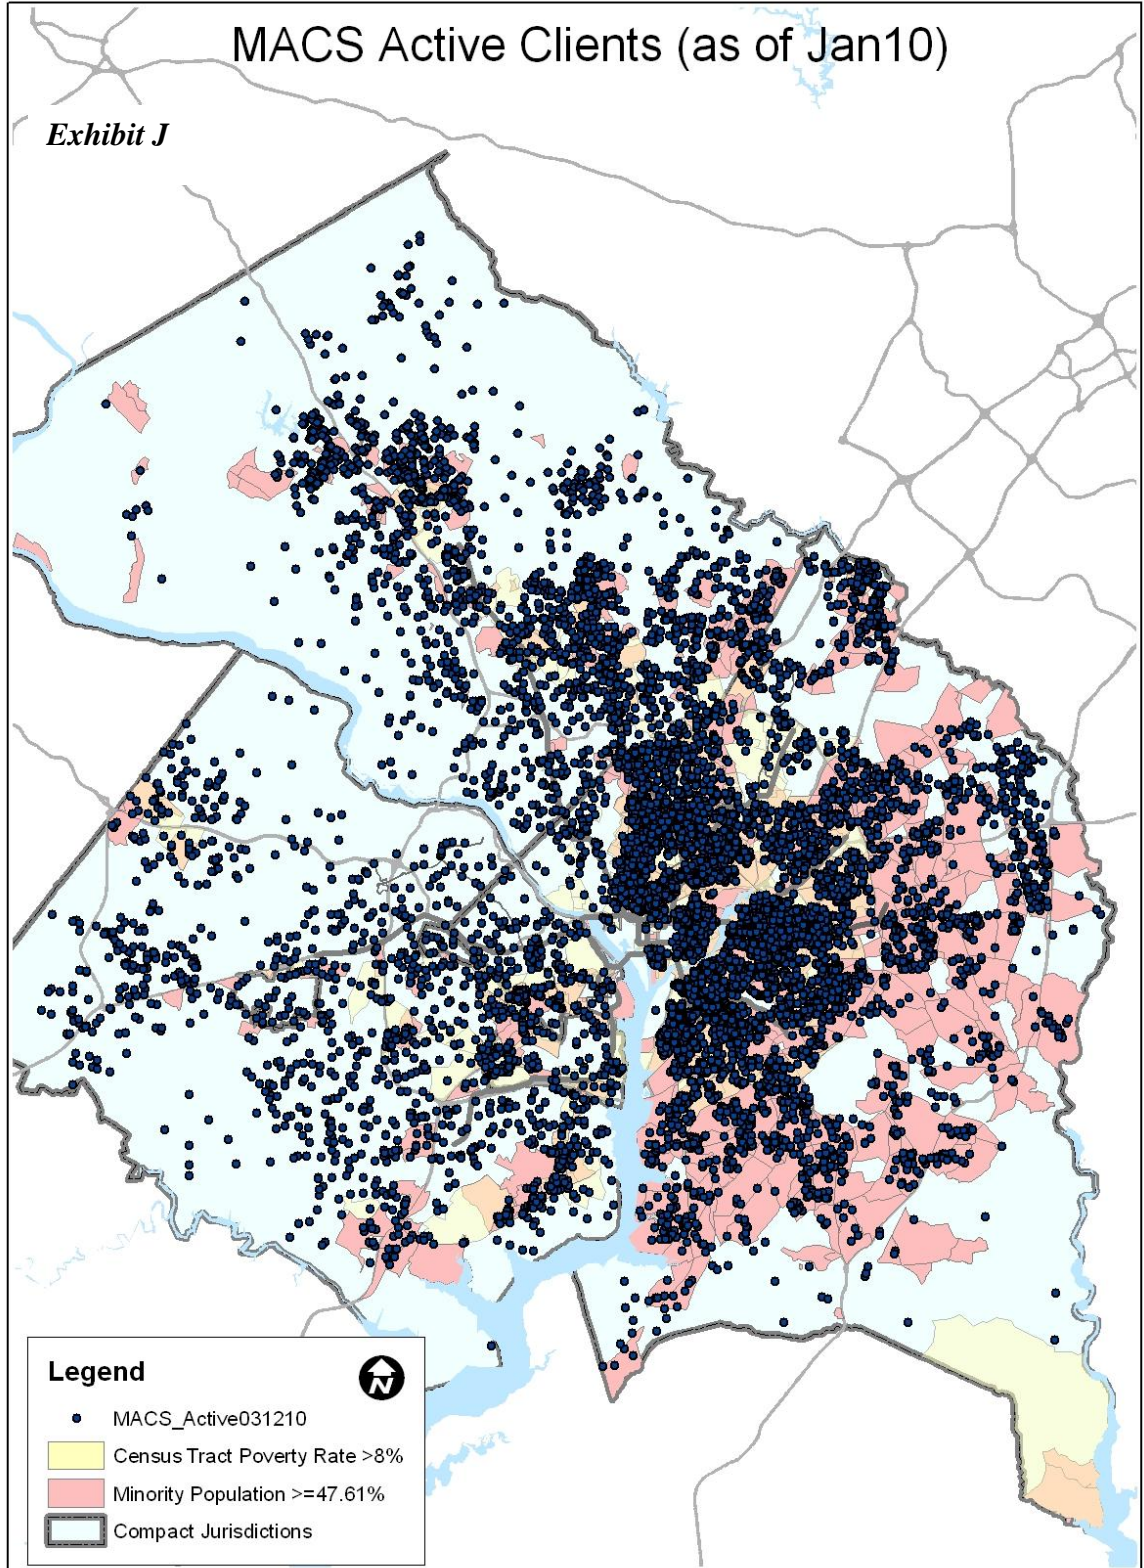 MACS Active Clients (as of Jan10)
Exhibit J
Legend
N
MACS_Active031210
Census Tract Poverty Rate >8%
Minority Population >=47.61%
Compact Jurisdictions